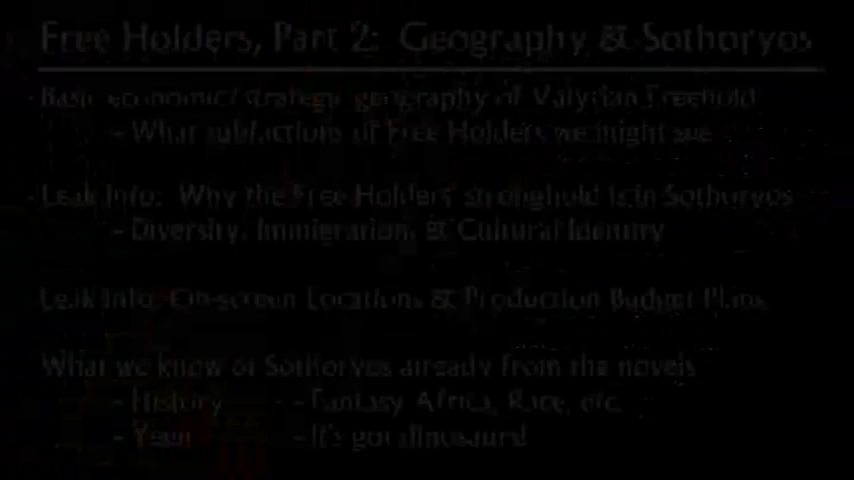 Free Holders, Part 2: Geography & Sothoryos
-Basic economic/strategic geography of Valyrian Freehold
- What subfactions of Free Holders we might see
-Leak Info: Why the Free Holders' stronghold is in Sothoryos
- Diversity, Immigration, & Cultural Identity
Leak Info: On-screen Locations & Production Budget Plans
What we know of Sothoryos already from the novels
- History - Fantasy Africa, Race, etc.
- Yeen - It's got dinosaurs!